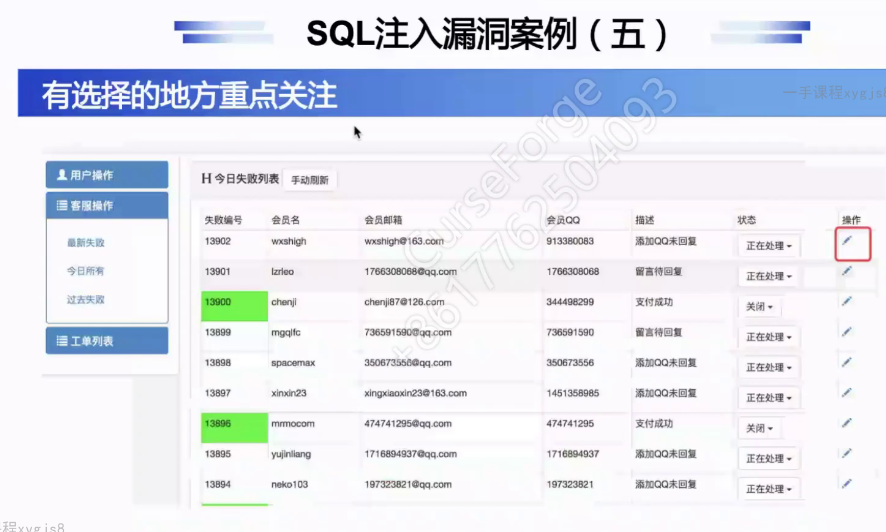 SQL注入漏洞案例（五）
有选择的地方重点关注
一手课程xygjs8
用户操作
客服操作
最新失败
今日所有
过去失败
工单列表
H 今日失败列表 手动刷新
失败编号 会员名 会员邮箱 会员QQ 描述 状态 操作
13902 wxshigh wxshigh@163.com 913380083 添加QQ未回复 正在处理
13901 lzrleo 1766308068@qq.com 1766308068 留言待回复 正在处理
13900 chenji chenji87@126.com 344498299 支付成功 关闭
13899 mgqlfc 736591590@qq.com 736591590 留言待回复 正在处理
13898 spacemax 350673556@qq.com 350673556 添加QQ未回复 正在处理
13897 xinxin23 xingxiaoxin23@163.com 1451358985 添加QQ未回复 正在处理
13896 mrmocom 474741295@qq.com 474741295 支付成功 关闭
13895 yujinliang 1716894937@qq.com 1716894937 添加QQ未回复 正在处理
13894 neko103 197323821@qq.com 197323821 添加QQ未回复 正在处理
CurseForge
+8617762504093
程xygjs8